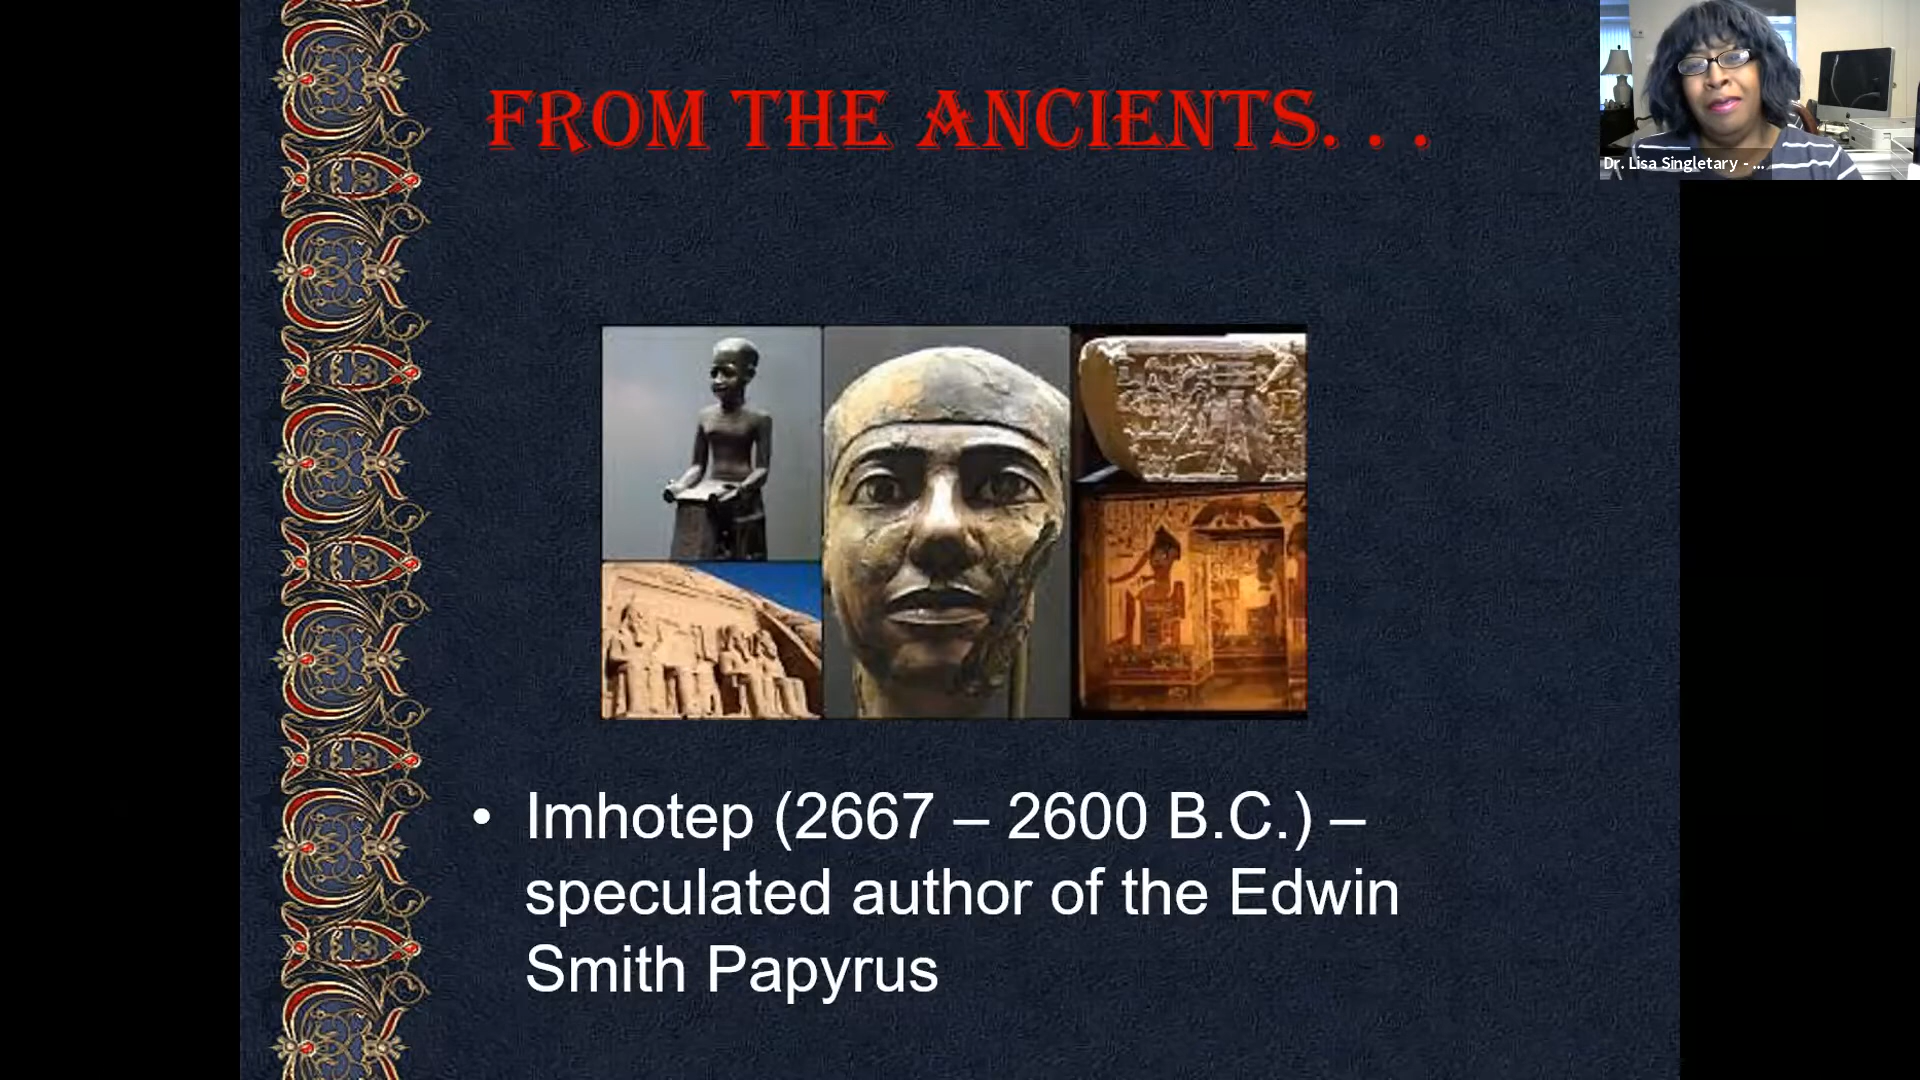 FROM THE ANCIENTS. . .
Dr. Lisa Singletary - ...
• Imhotep (2667 – 2600 B.C.) –
speculated author of the Edwin
Smith Papyrus